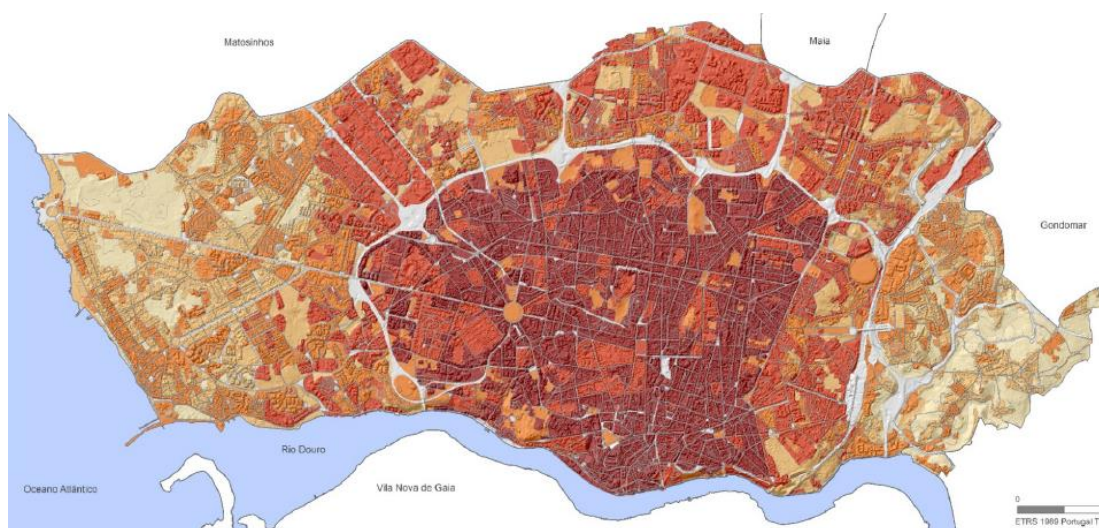 Matosinhos
Maia
Gondomar
Rio Douro
Vila Nova de Gaia
Oceano Atlântico
0
ETRS 1989 Portugal T